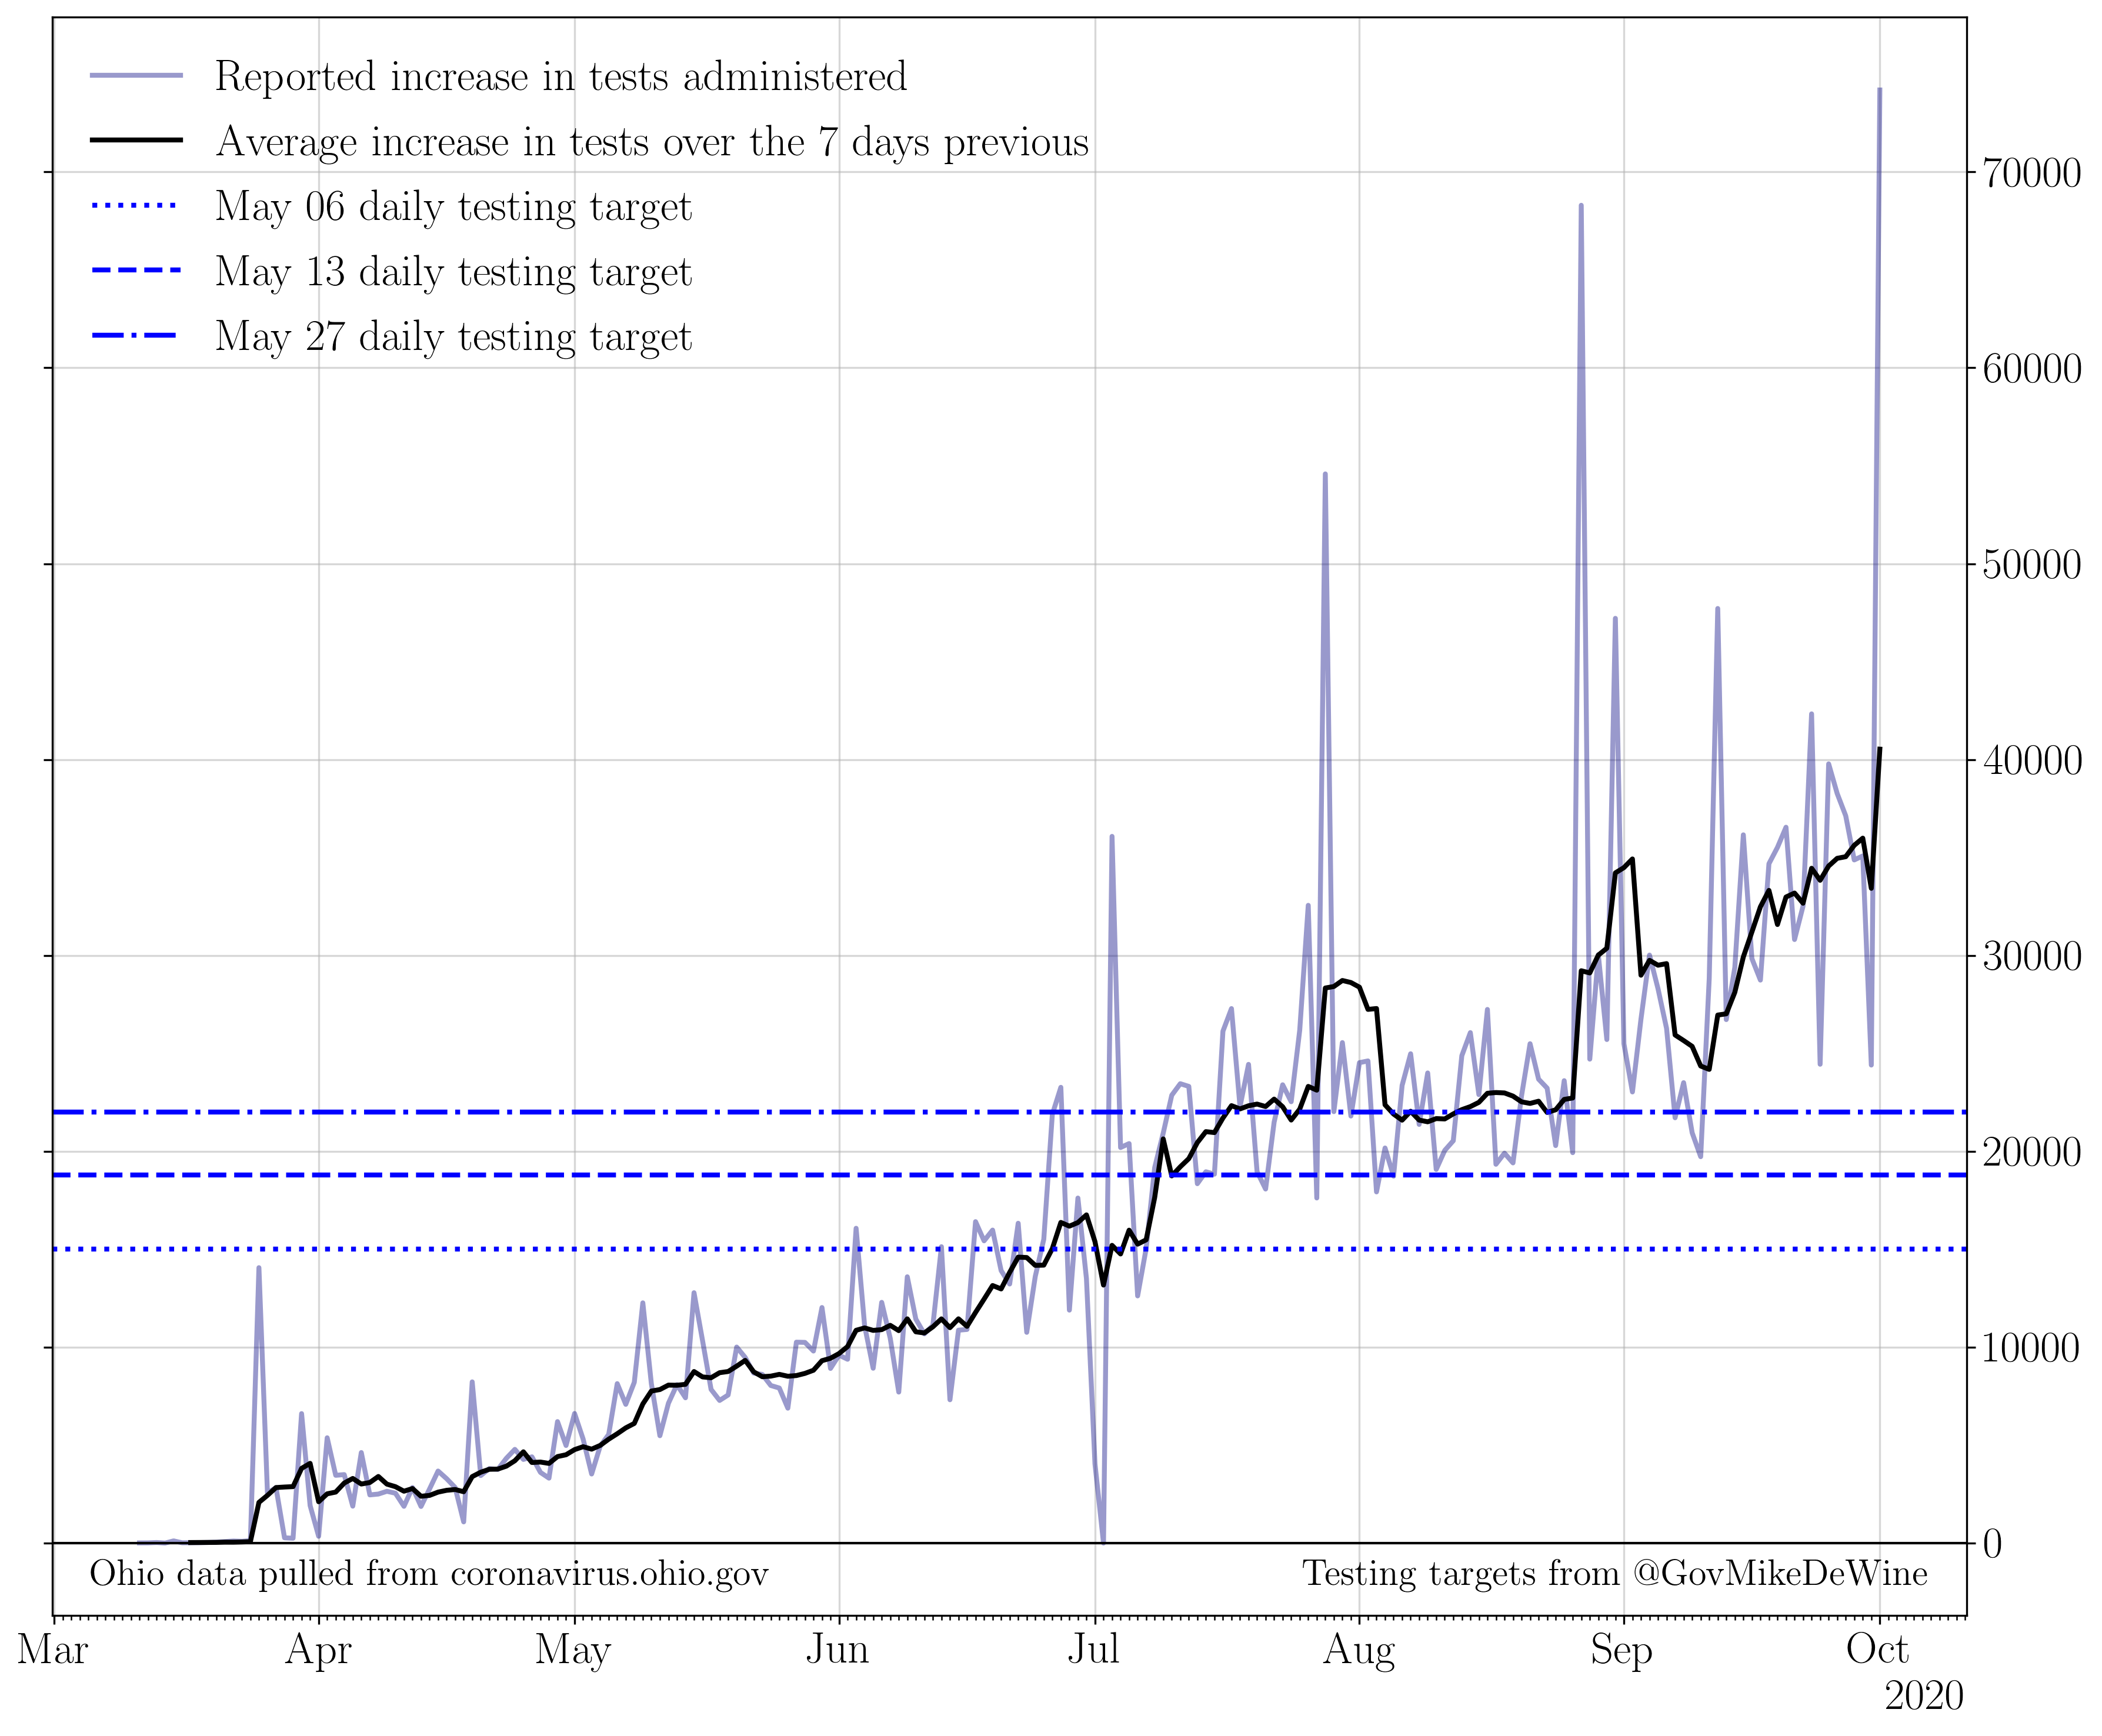 Reported increase in tests administered
Average increase in tests over the 7 days previous
May 06 daily testing target
May 13 daily testing target
May 27 daily testing target
70000
60000
50000
40000
30000
20000
10000
0
Ohio data pulled from coronavirus.ohio.gov
Testing targets from @GovMikeDeWine
Mar Apr May Jun Jul Aug Sep Oct
2020